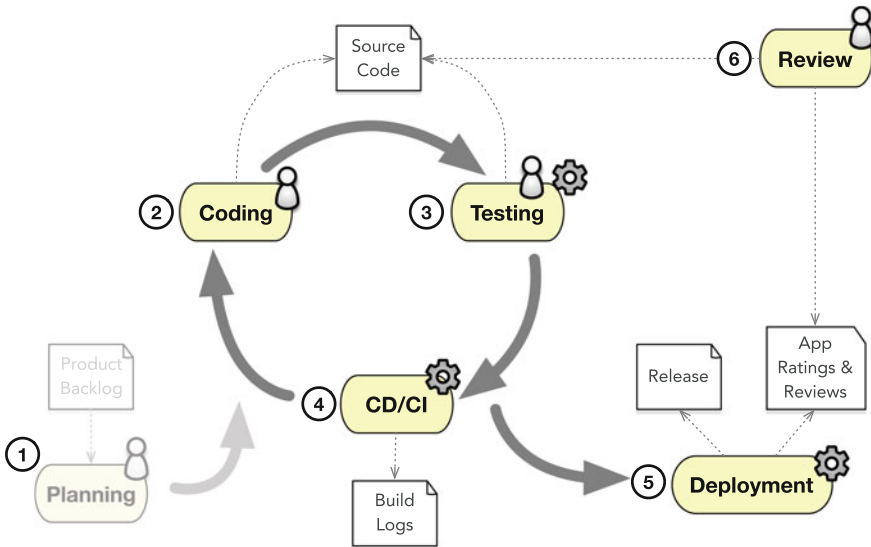 Source
Code
6
Review
2
Coding
3
Testing
Product
Backlog
1
Planning
4
CD/CI
Build
Logs
Release
App
Ratings &
Reviews
5
Deployment